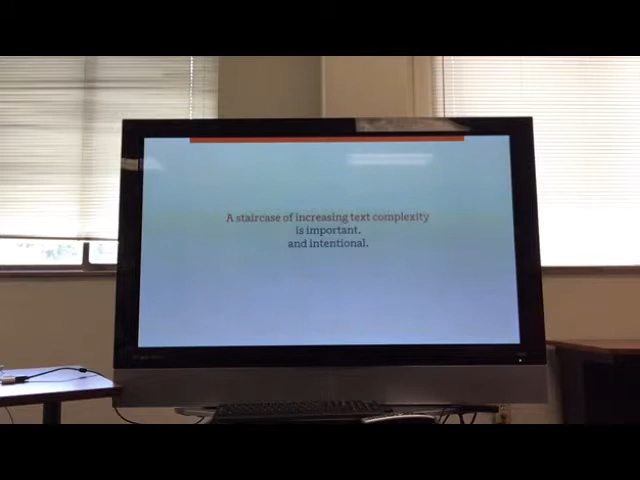 A staircase of increasing text complexity
is important.
and intentional.